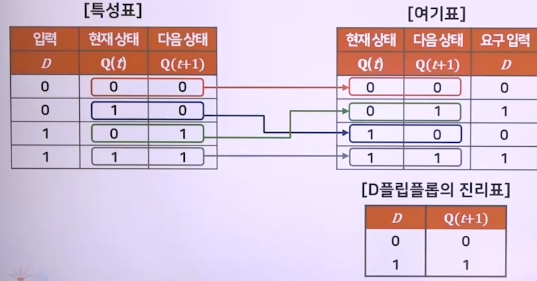 [특성표]
입력 현재 상태 다음 상태
D Q(t) Q(t+1)
0 0 0
0 1 0
1 0 1
1 1 1
[여기표]
현재 상태 다음 상태 요구 입력
Q(t) Q(t+1) D
0 0 0
0 1 1
1 0 0
1 1 1
[D플립플롭의 진리표]
D Q(t+1)
0 0
1 1